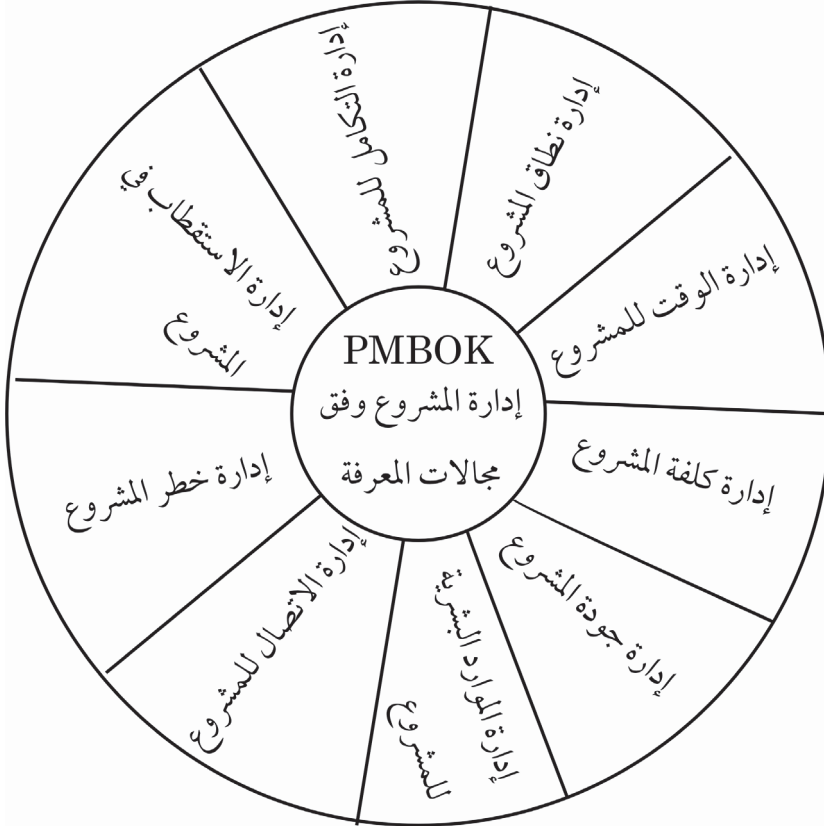 PMBOK
إدارة المشروع وفق
مجالات المعرفة
إدارة التكامل للمشروع
إدارة نطاق المشروع
إدارة الوقت للمشروع
إدارة كلفة المشروع
إدارة جودة المشروع
إدارة الموارد البشرية
للمشروع
إدارة الاتصال للمشروع
إدارة خطر المشروع
إدارة الاستقطاب في
المشروع